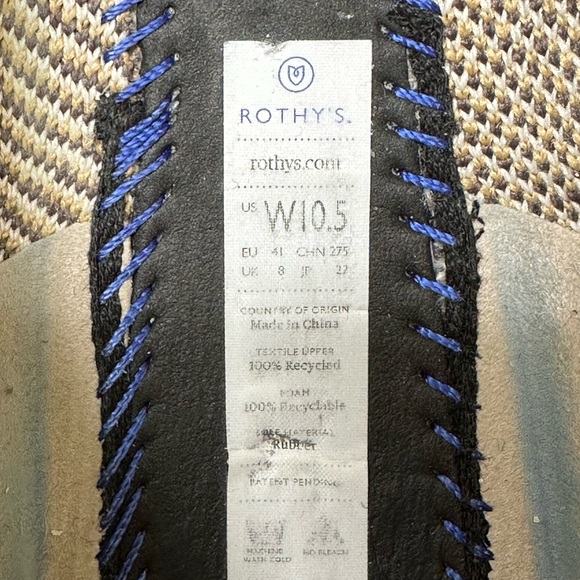 ROTHY'S.
rothys.com
US W10.5
EU 41 CHN 275
UK 8 JP 27
COUNTRY OF ORIGIN
Made in China
TEXTILE UPPER
100% Recycled
FOAM
100% Recyclable
SOLE MATERIAL
Rubber
PATENT PENDING
MACHINE WASH COLD
NO BLEACH